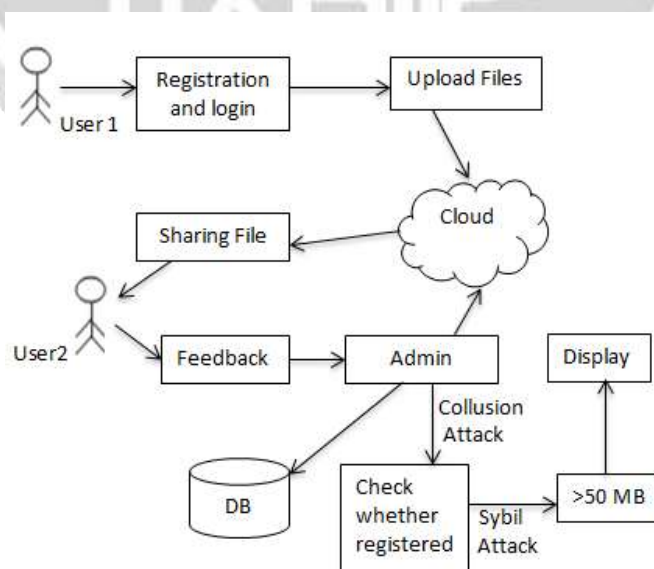 Registration
and login
Upload Files
User 1
Cloud
Sharing File
User2
Feedback
Admin
Display
Collusion
Attack
DB
Check
whether
registered
Sybil
Attack
>50 MB